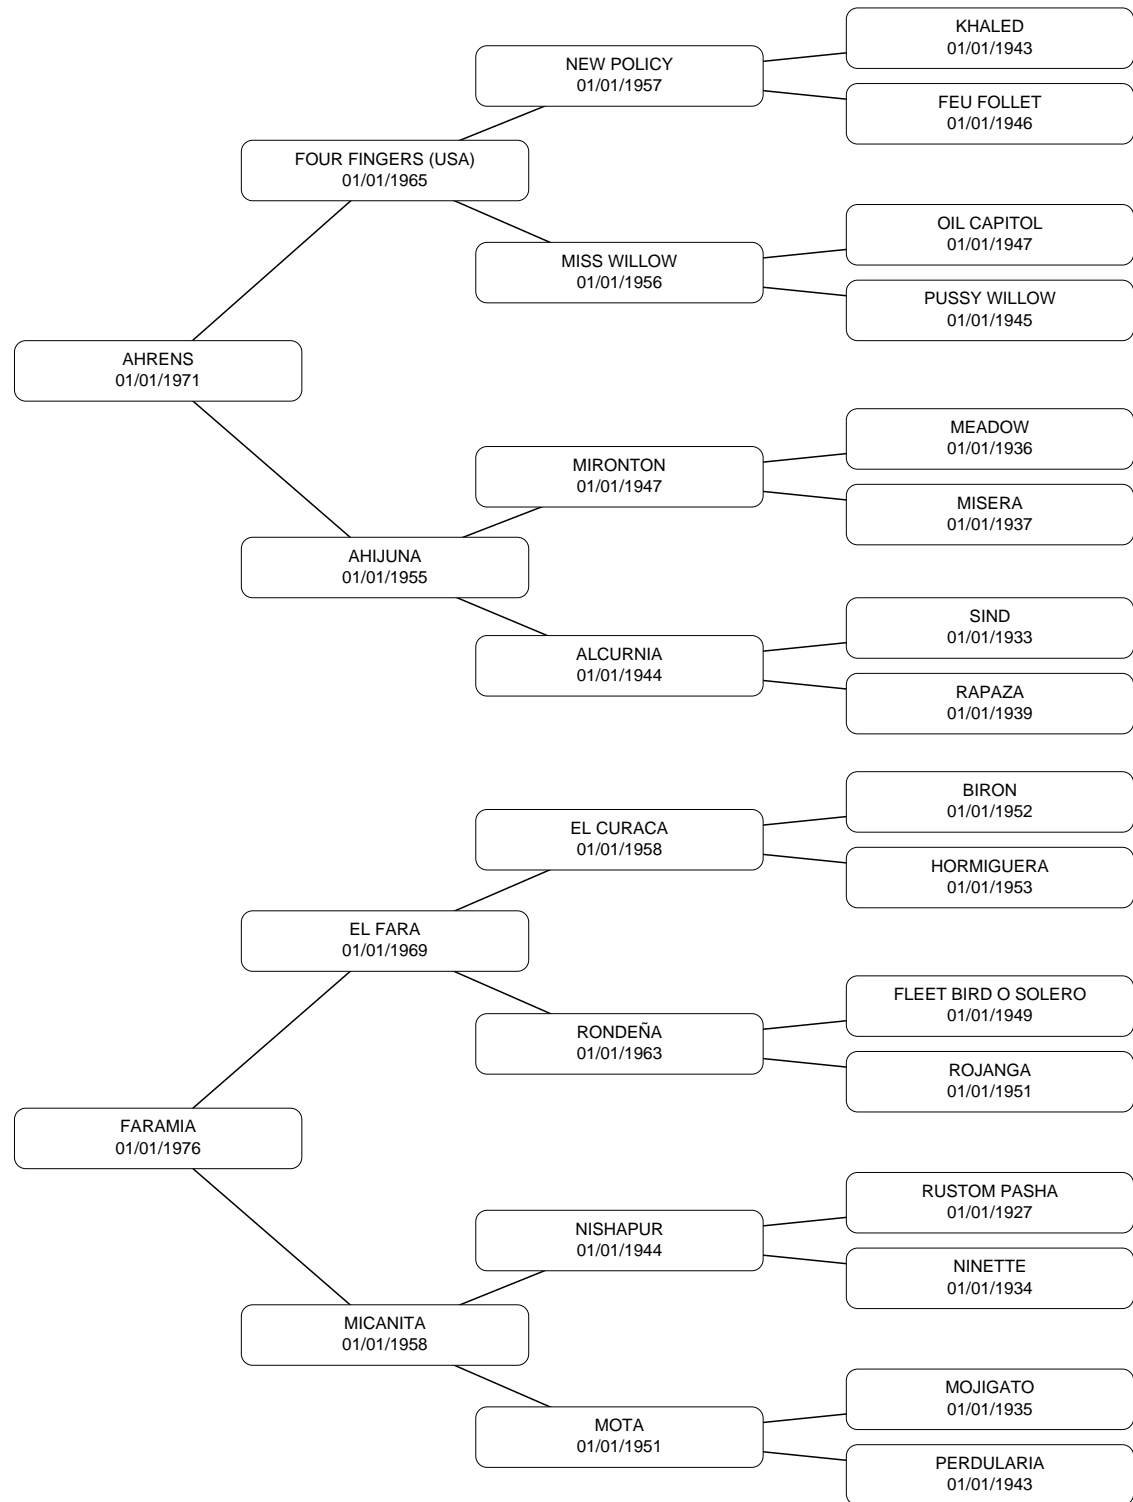 KHALED
01/01/1943
NEW POLICY
01/01/1957
FEU FOLLET
01/01/1946
FOUR FINGERS (USA)
01/01/1965
OIL CAPITOL
01/01/1947
MISS WILLOW
01/01/1956
PUSSY WILLOW
01/01/1945
AHRENS
01/01/1971
MEADOW
01/01/1936
MIRONTON
01/01/1947
MISERA
01/01/1937
AHIJUNA
01/01/1955
SIND
01/01/1933
ALCURNIA
01/01/1944
RAPAZA
01/01/1939
BIRON
01/01/1952
EL CURACA
01/01/1958
HORMIGUERA
01/01/1953
EL FARA
01/01/1969
FLEET BIRD O SOLERO
01/01/1949
RONDEÑA
01/01/1963
ROJANGA
01/01/1951
FARAMIA
01/01/1976
RUSTOM PASHA
01/01/1927
NISHAPUR
01/01/1944
NINETTE
01/01/1934
MICANITA
01/01/1958
MOJIGATO
01/01/1935
MOTA
01/01/1951
PERDULARIA
01/01/1943